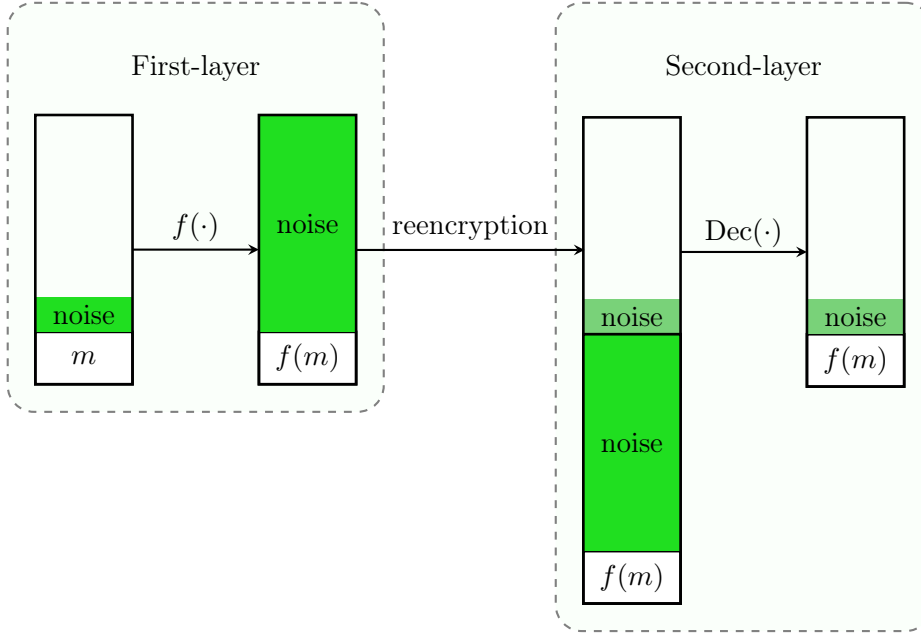 First-layer
Second-layer
f(·)
noise
reencryption
Dec(·)
noise
m
f(m)
noise
noise
f(m)
noise
f(m)